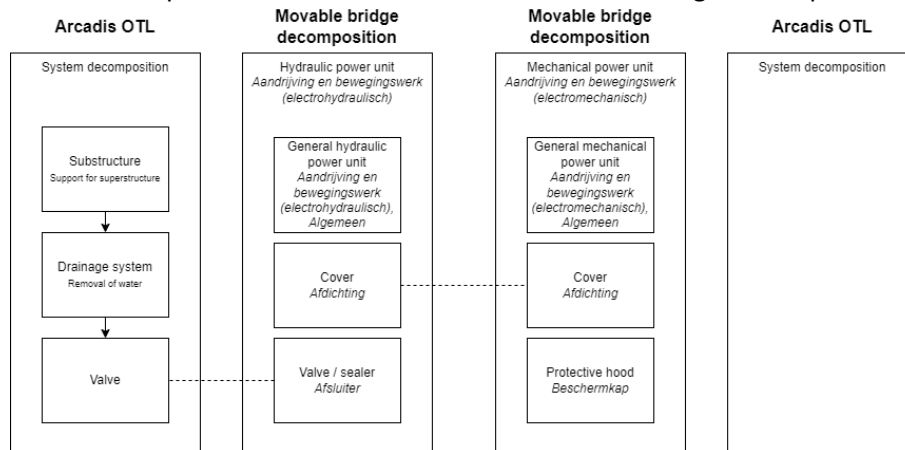 Arcadis OTL
Movable bridge
decomposition
Movable bridge
decomposition
Arcadis OTL
System decomposition
Substructure
Support for superstructure
Drainage system
Removal of water
Valve
Hydraulic power unit
Aandrijving en bewegingswerk
(electrohydraulisch)
General hydraulic
power unit
Aandrijving en
bewegingswerk
(electrohydraulisch),
Algemeen
Cover
Afdichting
Valve / sealer
Afsluiter
Mechanical power unit
Aandrijving en bewegingswerk
(electromechanisch)
General mechanical
power unit
Aandrijving en
bewegingswerk
(electromechanisch),
Algemeen
Cover
Afdichting
Protective hood
Beschermkap
System decomposition